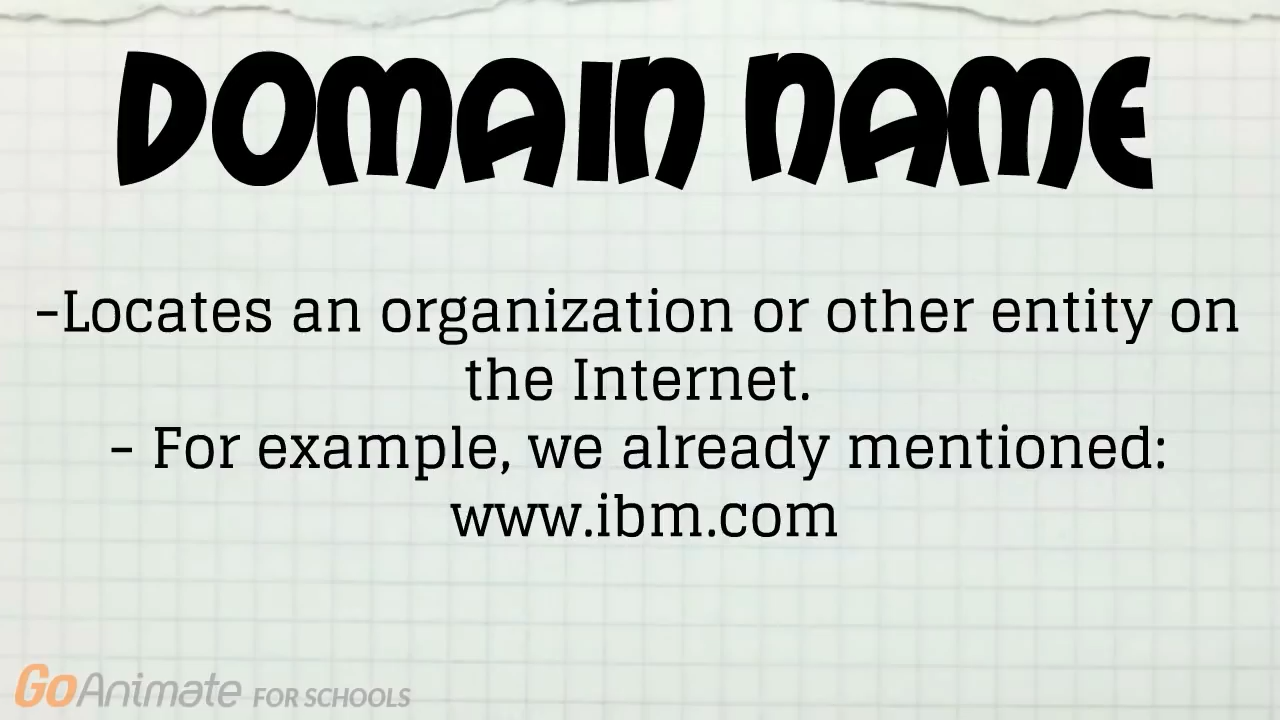 DOMAIN NAME
-Locates an organization or other entity on
the Internet.
- For example, we already mentioned:
www.ibm.com
GoAnimate FOR SCHOOLS